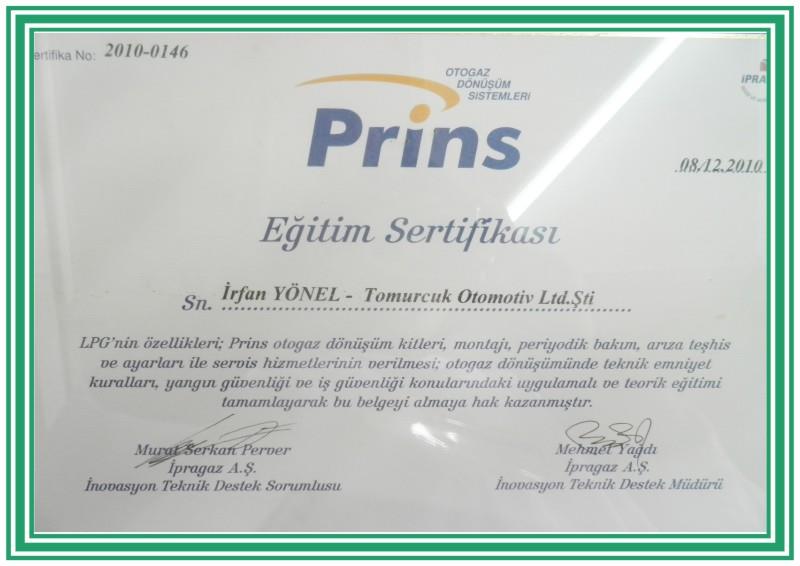 ertifika No: 2010-0146
OTOGAZ
DÖNÜŞÜM
SİSTEMLERİ
İPRA
Prins
08/12.2010
Eğitim Sertifikası
Sn. İrfan YÖNEL - Tomurcuk Otomotiv Ltd.Şti
LPG'nin özellikleri; Prins otogaz dönüşüm kitleri, montajı, periyodik bakım, arıza teşhis
ve ayarları ile servis hizmetlerinin verilmesi; otogaz dönüşümünde teknik emniyet
kuralları, yangın güvenliği ve iş güvenliği konularındaki uygulamalı ve teorik eğitimi
tamamlayarak bu belgeyi almaya hak kazanmıştır.
Murat Serkan Perver
İpragaz A.Ş.
İnovasyon Teknik Destek Sorumlusu
Mehmet Yağdı
İpragaz A.Ş.
İnovasyon Teknik Destek Müdürü